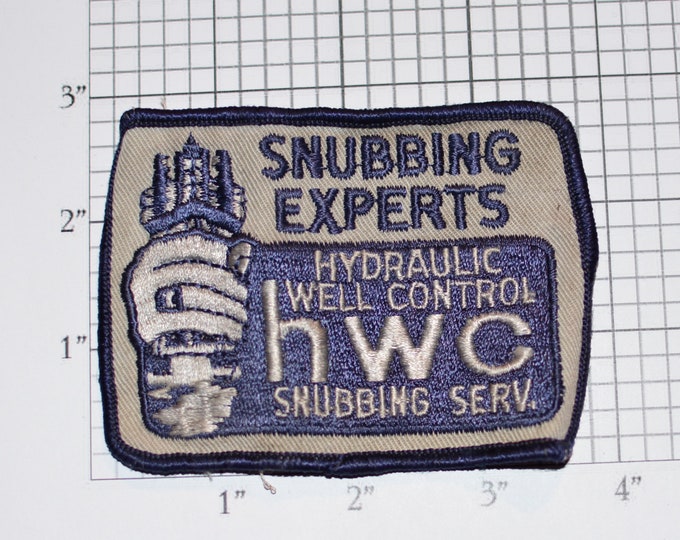 3”
SNUBBING
EXPERTS
2”
HYDRAULIC
WELL CONTROL
hwc
1”
SNUBBING SERV.
1” 2” 3” 4”